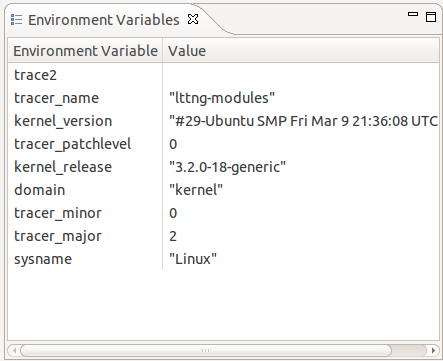 Environment Variables
Environment Variable Value
trace2
tracer_name "lttng-modules"
kernel_version "#29-Ubuntu SMP Fri Mar 9 21:36:08 UTC
tracer_patchlevel 0
kernel_release "3.2.0-18-generic"
domain "kernel"
tracer_minor 0
tracer_major 2
sysname "Linux"